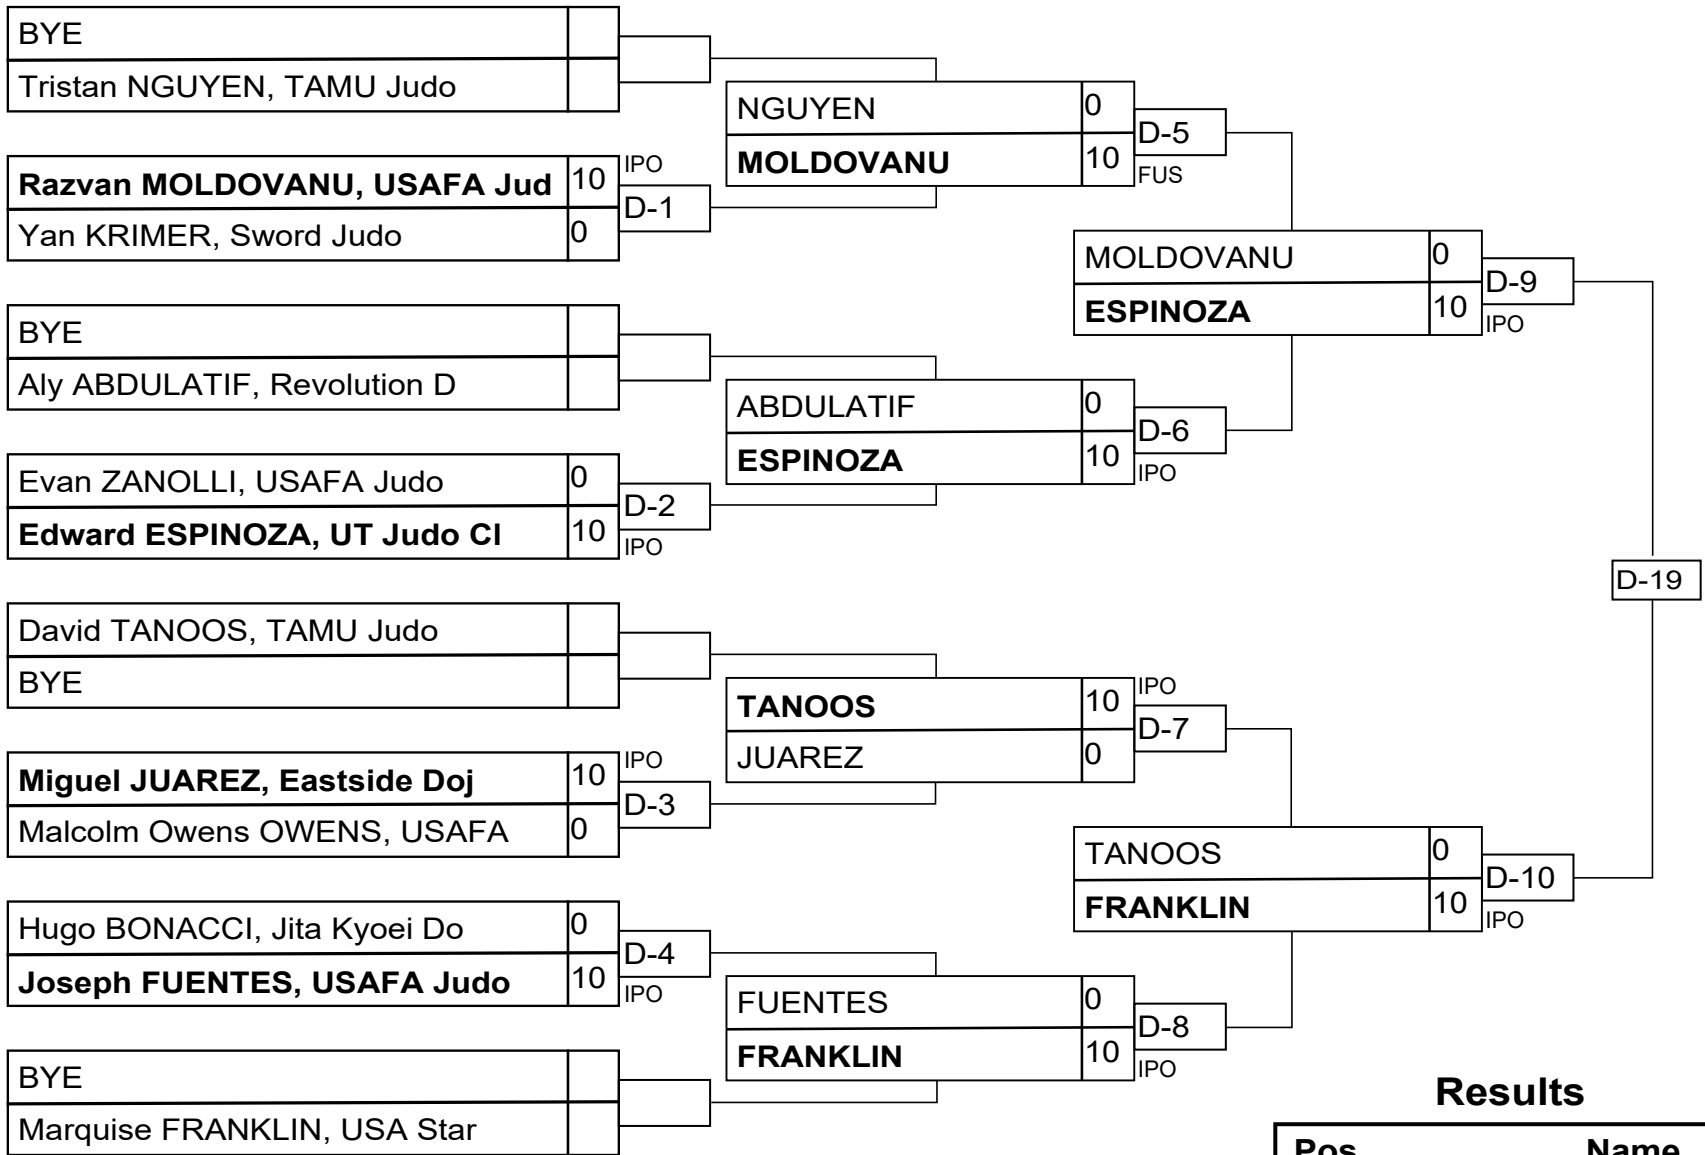 BYE
Tristan NGUYEN, TAMU Judo
Razvan MOLDOVANU, USAFA Jud 10 IPO
D-1
Yan KRIMER, Sword Judo 0
BYE
Aly ABDULATIF, Revolution D
Evan ZANOLLI, USAFA Judo 0
D-2
Edward ESPINOZA, UT Judo Cl 10 IPO
David TANOOS, TAMU Judo
BYE
Miguel JUAREZ, Eastside Doj 10 IPO
D-3
Malcolm Owens OWENS, USAFA 0
Hugo BONACCI, Jita Kyoei Do 0
D-4
Joseph FUENTES, USAFA Judo 10 IPO
BYE
Marquise FRANKLIN, USA Star
NGUYEN 0
D-5
MOLDOVANU 10 FUS
ABDULATIF 0
D-6
ESPINOZA 10 IPO
TANOOS 10 IPO
D-7
JUAREZ 0
FUENTES 0
D-8
FRANKLIN 10 IPO
MOLDOVANU 0
D-9
ESPINOZA 10 IPO
TANOOS 0
D-10
FRANKLIN 10 IPO
D-19
Results
Pos Name